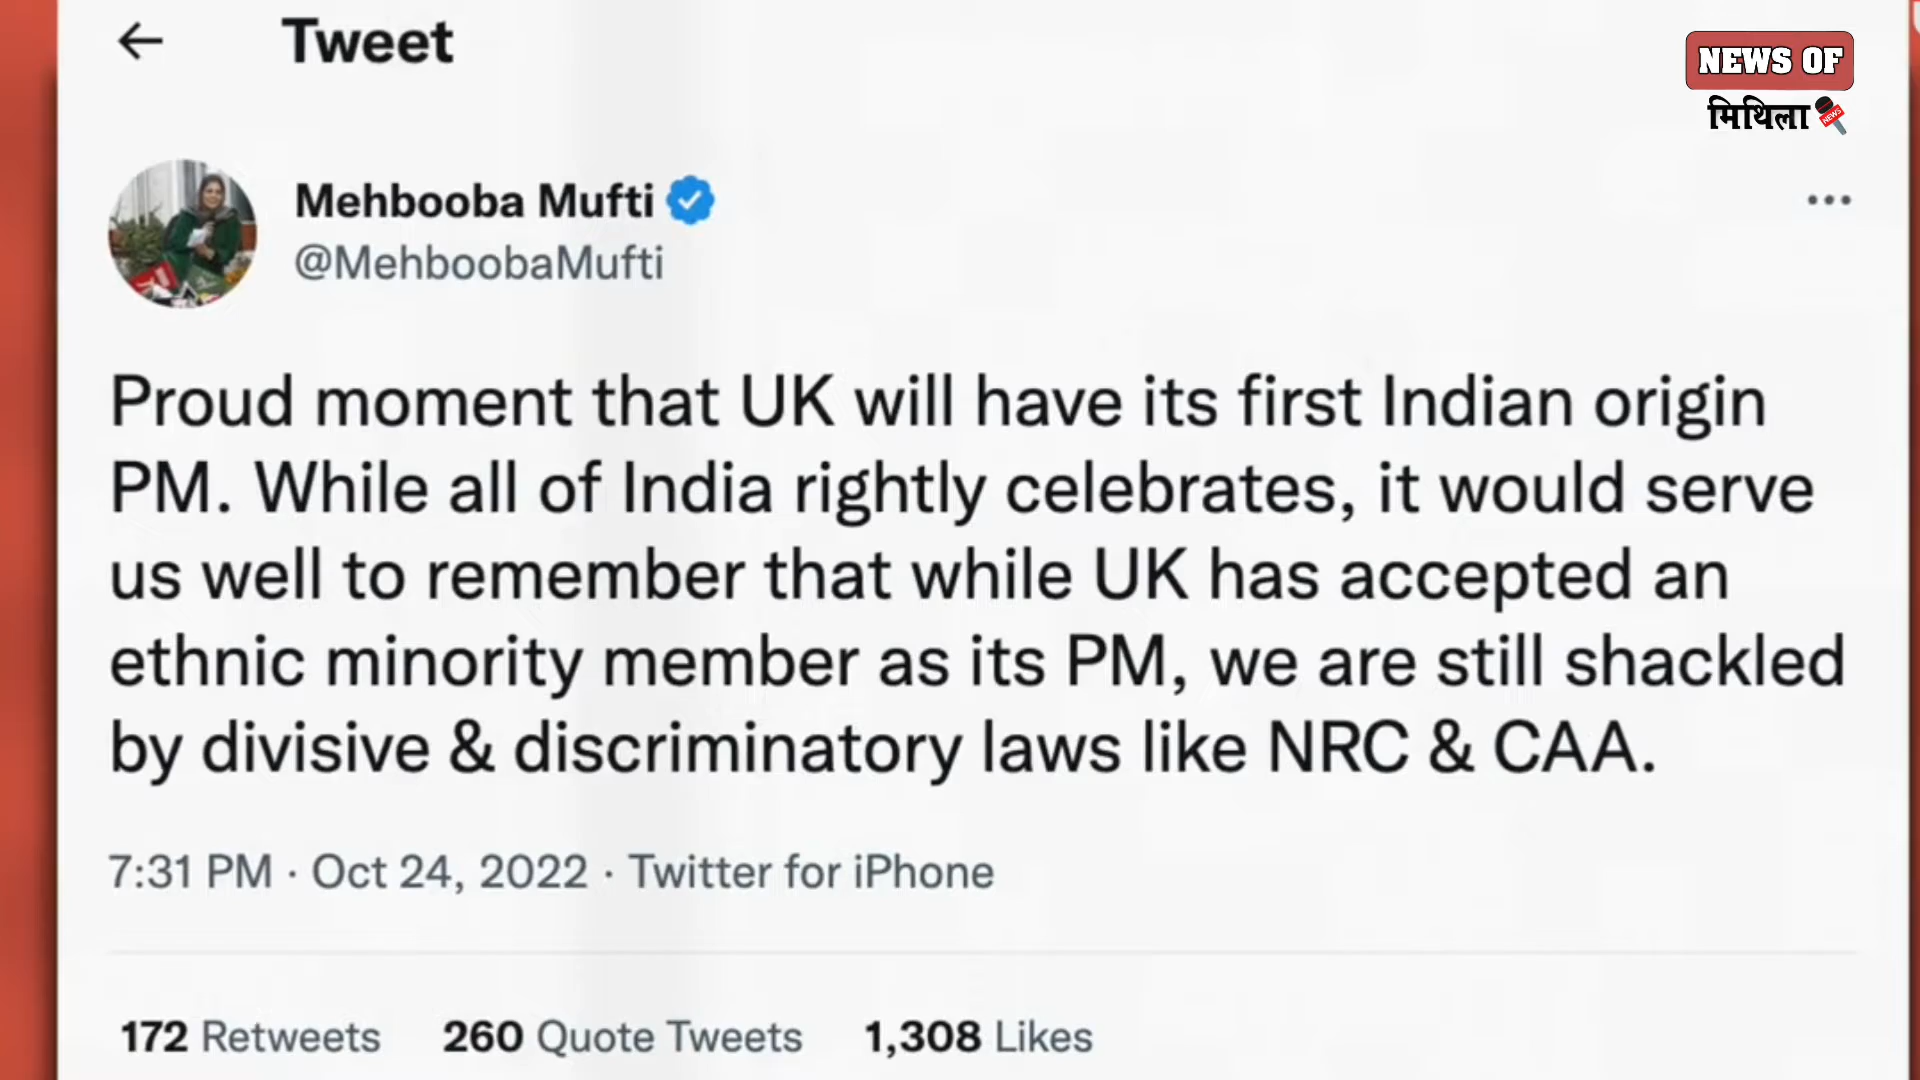 Tweet
NEWS OF
मिथिला
NEWS
Mehbooba Mufti
@MehboobaMufti
Proud moment that UK will have its first Indian origin
PM. While all of India rightly celebrates, it would serve
us well to remember that while UK has accepted an
ethnic minority member as its PM, we are still shackled
by divisive & discriminatory laws like NRC & CAA.
7:31 PM · Oct 24, 2022 · Twitter for iPhone
172 Retweets 260 Quote Tweets 1,308 Likes